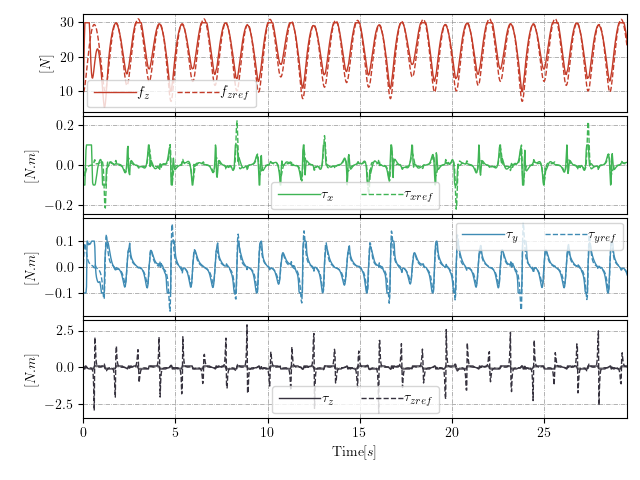 30
20
10
[N]
f_z f_zref
0.2
0.0
−0.2
[N.m]
τ_x τ_xref
0.1
0.0
−0.1
[N.m]
τ_y τ_yref
2.5
0.0
−2.5
[N.m]
τ_z τ_zref
0 5 10 15 20 25
Time[s]